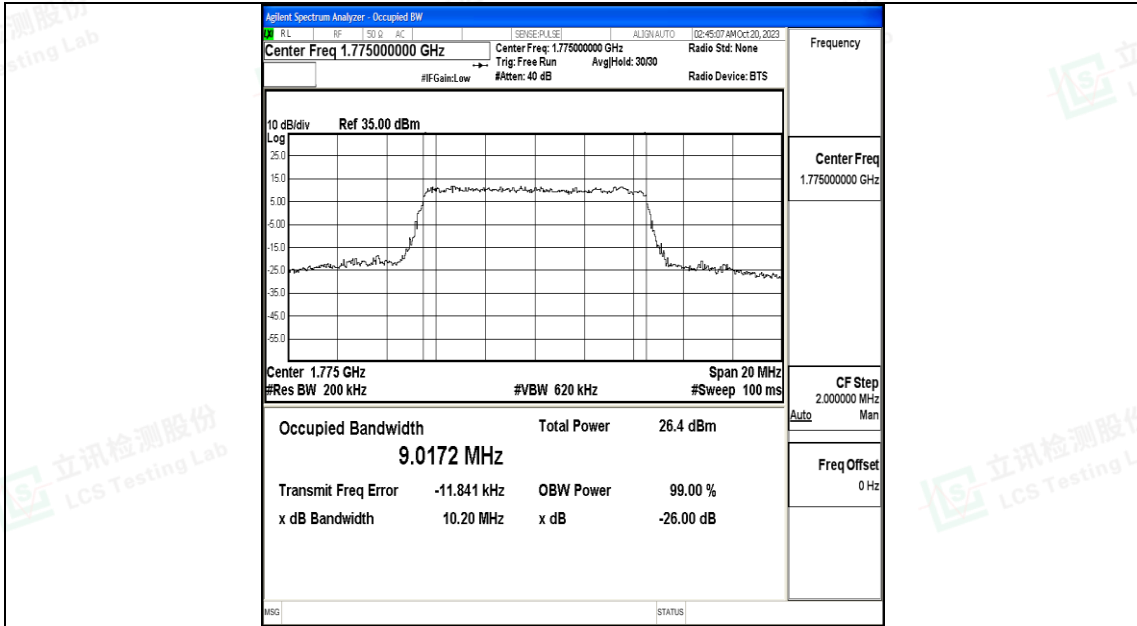 Agilent Spectrum Analyzer - Occupied BW
RL RF 50 Ω AC SENSE:PULSE ALIGN AUTO 02:45:07 AM Oct 20, 2023
Center Freq 1.775000000 GHz
Center Freq: 1.775000000 GHz
Radio Std: None
Trig: Free Run Avg|Hold: 30/30
#IFGain:Low
#Atten: 40 dB
Radio Device: BTS
10 dB/div Ref 35.00 dBm
Log
25.0
15.0
5.00
-5.00
-15.0
-25.0
-35.0
-45.0
-55.0
Center 1.775 GHz
Span 20 MHz
#Res BW 200 kHz
#VBW 620 kHz
#Sweep 100 ms
Occupied Bandwidth
Total Power 26.4 dBm
9.0172 MHz
Transmit Freq Error -11.841 kHz
OBW Power 99.00 %
x dB Bandwidth 10.20 MHz
x dB -26.00 dB
MSG
STATUS
Frequency
Center Freq
1.775000000 GHz
CF Step
2.000000 MHz
Auto Man
Freq Offset
0 Hz
立讯检测股份
LCS Testing Lab
立讯检测股份
LCS Testing L
测股份
sting Lab
立